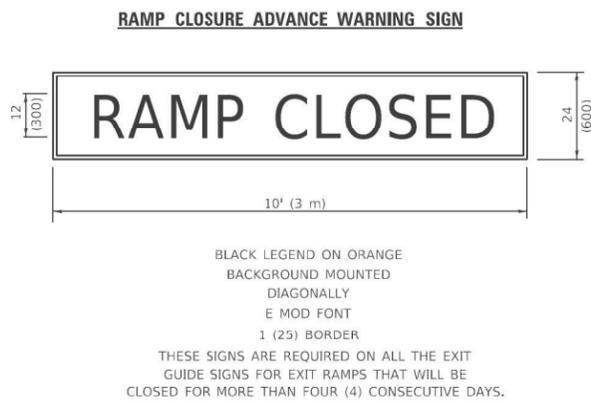 RAMP CLOSURE ADVANCE WARNING SIGN
12
(300)
RAMP CLOSED
24
(600)
10' (3 m)
BLACK LEGEND ON ORANGE
BACKGROUND MOUNTED
DIAGONALLY
E MOD FONT
1 (25) BORDER
THESE SIGNS ARE REQUIRED ON ALL THE EXIT
GUIDE SIGNS FOR EXIT RAMPS THAT WILL BE
CLOSED FOR MORE THAN FOUR (4) CONSECUTIVE DAYS.